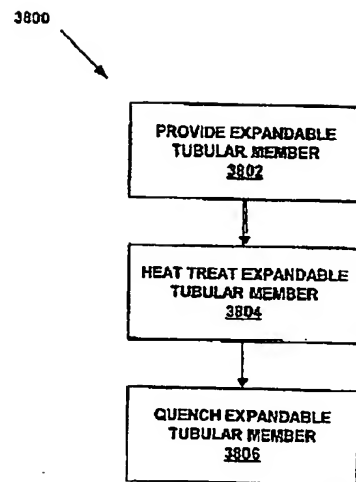 3800
PROVIDE EXPANDABLE
TUBULAR MEMBER
3802
HEAT TREAT EXPANDABLE
TUBULAR MEMBER
3804
QUENCH EXPANDABLE
TUBULAR MEMBER
3806